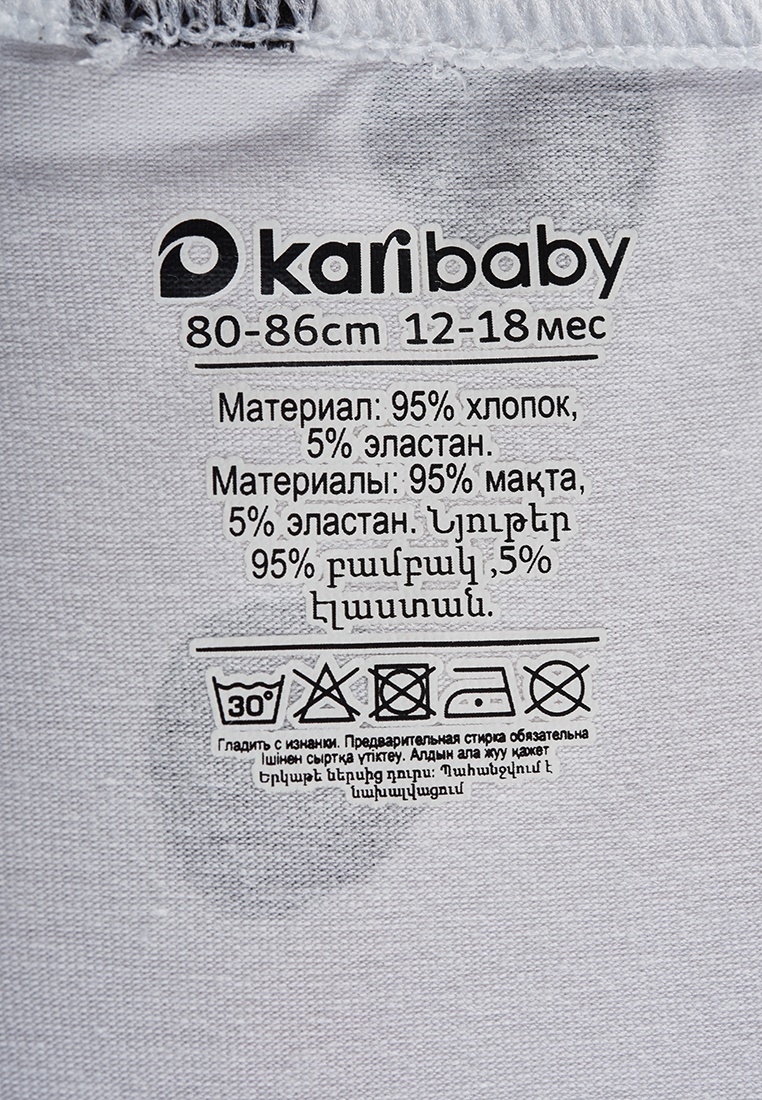 karibaby
80-86cm 12-18мес
Материал: 95% хлопок,
5% эластан.
Материалы: 95% мақта,
5% эластан. Նյութեր
95% բամբակ ,5%
էլաստան.
30°
Гладить с изнанки. Предварительная стирка обязательна
Ішінен сыртқа үтіктеу. Алдын ала жуу қажет
Երկաթե ներսից դուրս: Պահանջվում է
նախալվացում